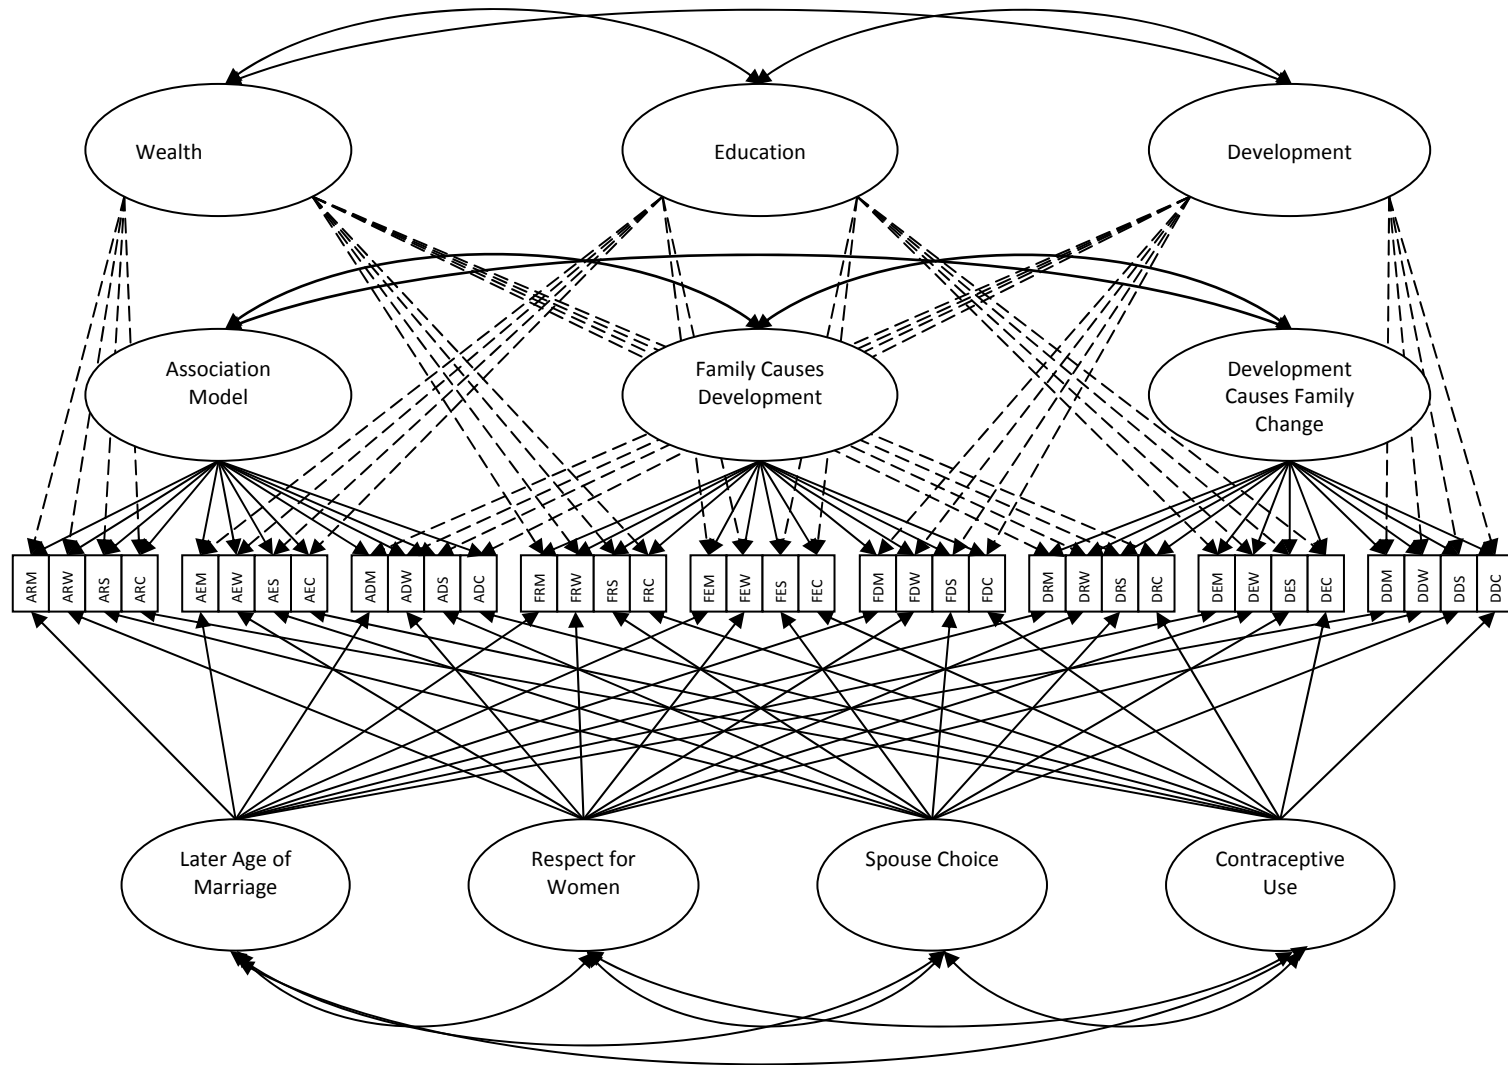 Wealth
Education
Development
Association
Model
Family Causes
Development
Development
Causes Family
Change
ARM
ARW
ARS
ARC
AEM
AEW
AES
AEC
ADM
ADW
ADS
ADC
FRM
FRW
FRS
FRC
FEM
FEW
FES
FEC
FDM
FDW
FDS
FDC
DRM
DRW
DRS
DRC
DEM
DEW
DES
DEC
DDM
DDW
DDS
DDC
Later Age of
Marriage
Respect for
Women
Spouse Choice
Contraceptive
Use